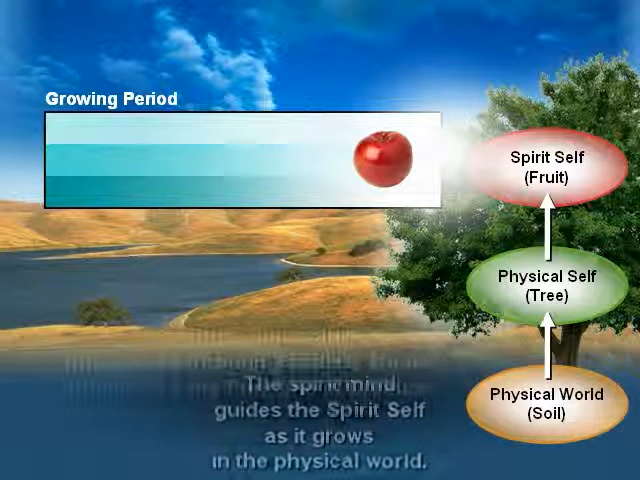 Growing Period
Spirit Self
(Fruit)
Physical Self
(Tree)
Physical World
(Soil)
The spirit mind
guides the Spirit Self
as it grows
in the physical world.